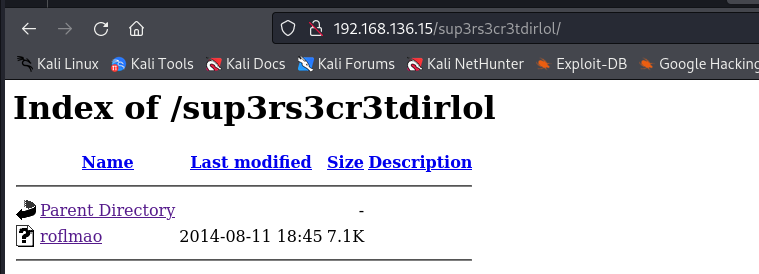 192.168.136.15/sup3rs3cr3tdirlol/
Kali Linux Kali Tools Kali Docs Kali Forums Kali NetHunter Exploit-DB Google Hacking
Index of /sup3rs3cr3tdirlol
Name Last modified Size Description
Parent Directory -
roflmao 2014-08-11 18:45 7.1K